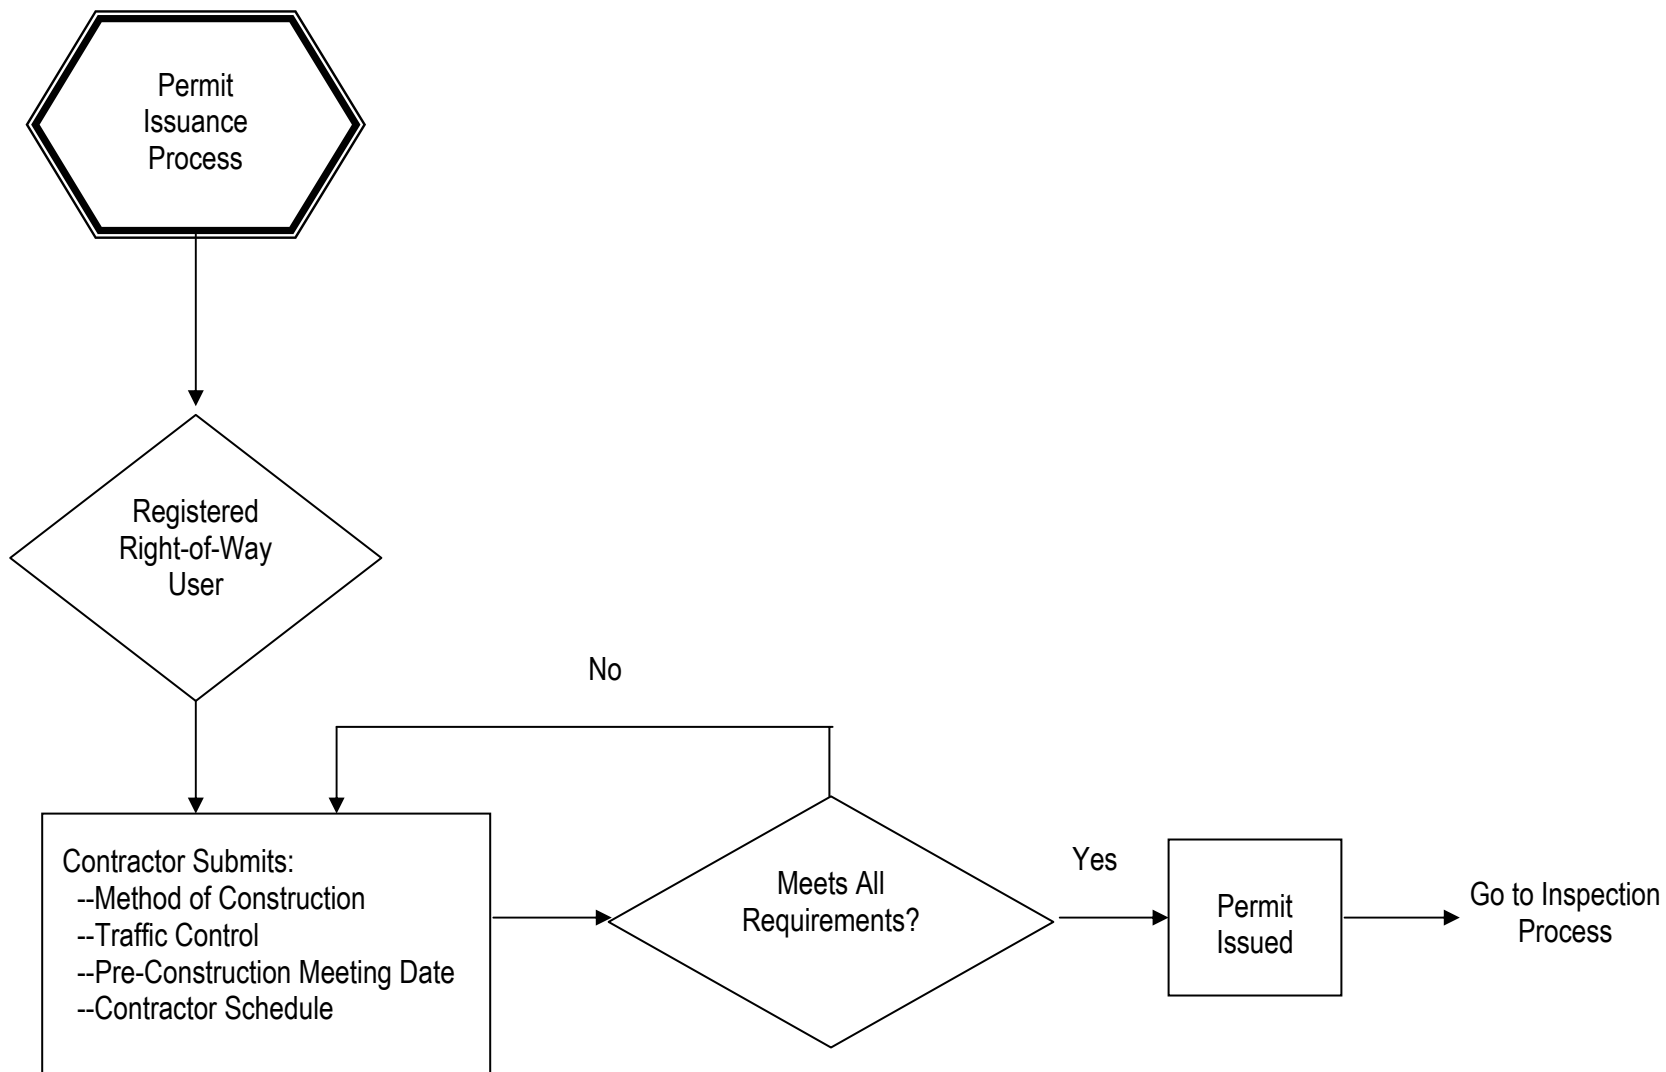 Permit
Issuance
Process
Registered
Right-of-Way
User
No
Contractor Submits:
--Method of Construction
--Traffic Control
--Pre-Construction Meeting Date
--Contractor Schedule
Meets All
Requirements?
Yes
Permit
Issued
Go to Inspection
Process